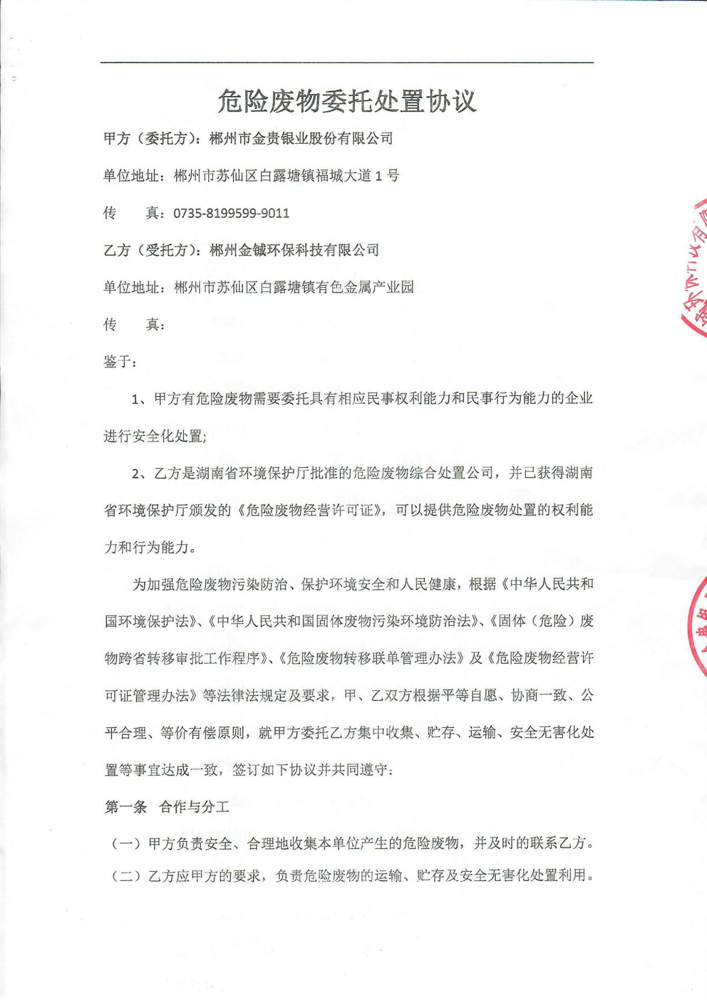 危险废物委托处置协议
甲方（委托方）：郴州市金贵银业股份有限公司
单位地址：郴州市苏仙区白露塘镇福城大道 1 号
传　　真：0735-8199599-9011
乙方（受托方）：郴州金铖环保科技有限公司
单位地址：郴州市苏仙区白露塘镇有色金属产业园
传　　真：
鉴于：
1、甲方有危险废物需要委托具有相应民事权利能力和民事行为能力的企业
进行安全化处置;
2、乙方是湖南省环境保护厅批准的危险废物综合处置公司，并已获得湖南
省环境保护厅颁发的《危险废物经营许可证》，可以提供危险废物处置的权利能
力和行为能力。
为加强危险废物污染防治、保护环境安全和人民健康，根据《中华人民共和
国环境保护法》、《中华人民共和国固体废物污染环境防治法》、《固体（危险）废
物跨省转移审批工作程序》、《危险废物转移联单管理办法》及《危险废物经营许
可证管理办法》等法律法规定及要求，甲、乙双方根据平等自愿、协商一致、公
平合理、等价有偿原则，就甲方委托乙方集中收集、贮存、运输、安全无害化处
置等事宜达成一致，签订如下协议并共同遵守：
第一条 合作与分工
（一）甲方负责安全、合理地收集本单位产生的危险废物，并及时的联系乙方。
（二）乙方应甲方的要求，负责危险废物的运输、贮存及安全无害化处置利用。